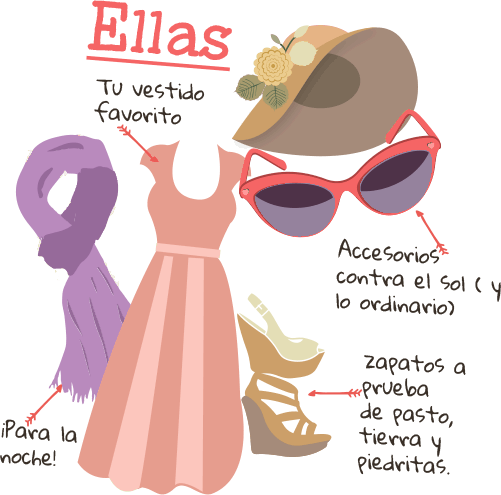 Ellas
Tu vestido
favorito
Accesorios
contra el sol ( y
lo ordinario)
Zapatos a
prueba
de pasto,
tierra y
piedritas.
¡Para la
noche!